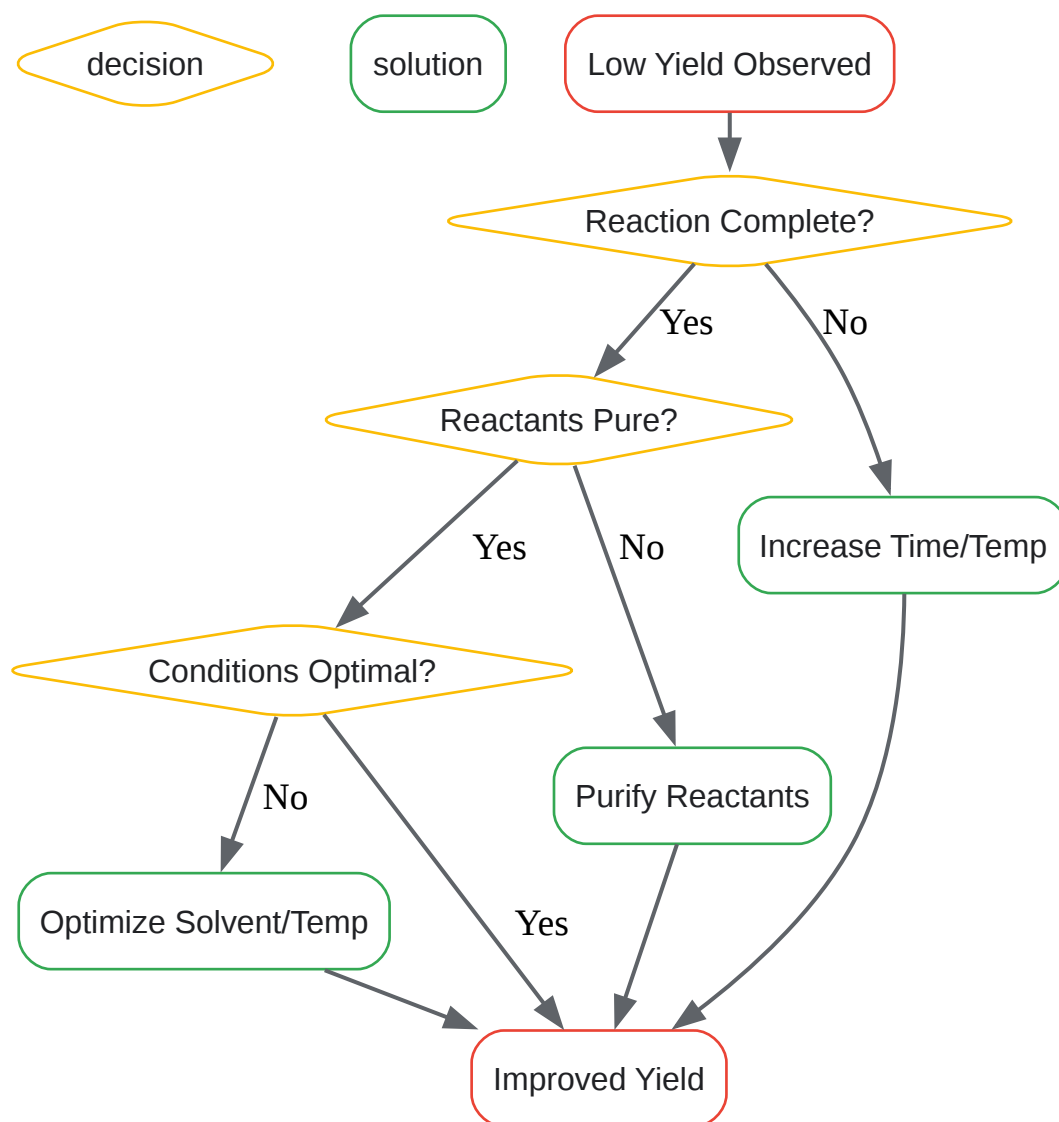 decision
solution
Low Yield Observed
Reaction Complete?
Yes
No
Reactants Pure?
Yes
No
Increase Time/Temp
Conditions Optimal?
No
Purify Reactants
Optimize Solvent/Temp
Yes
Improved Yield